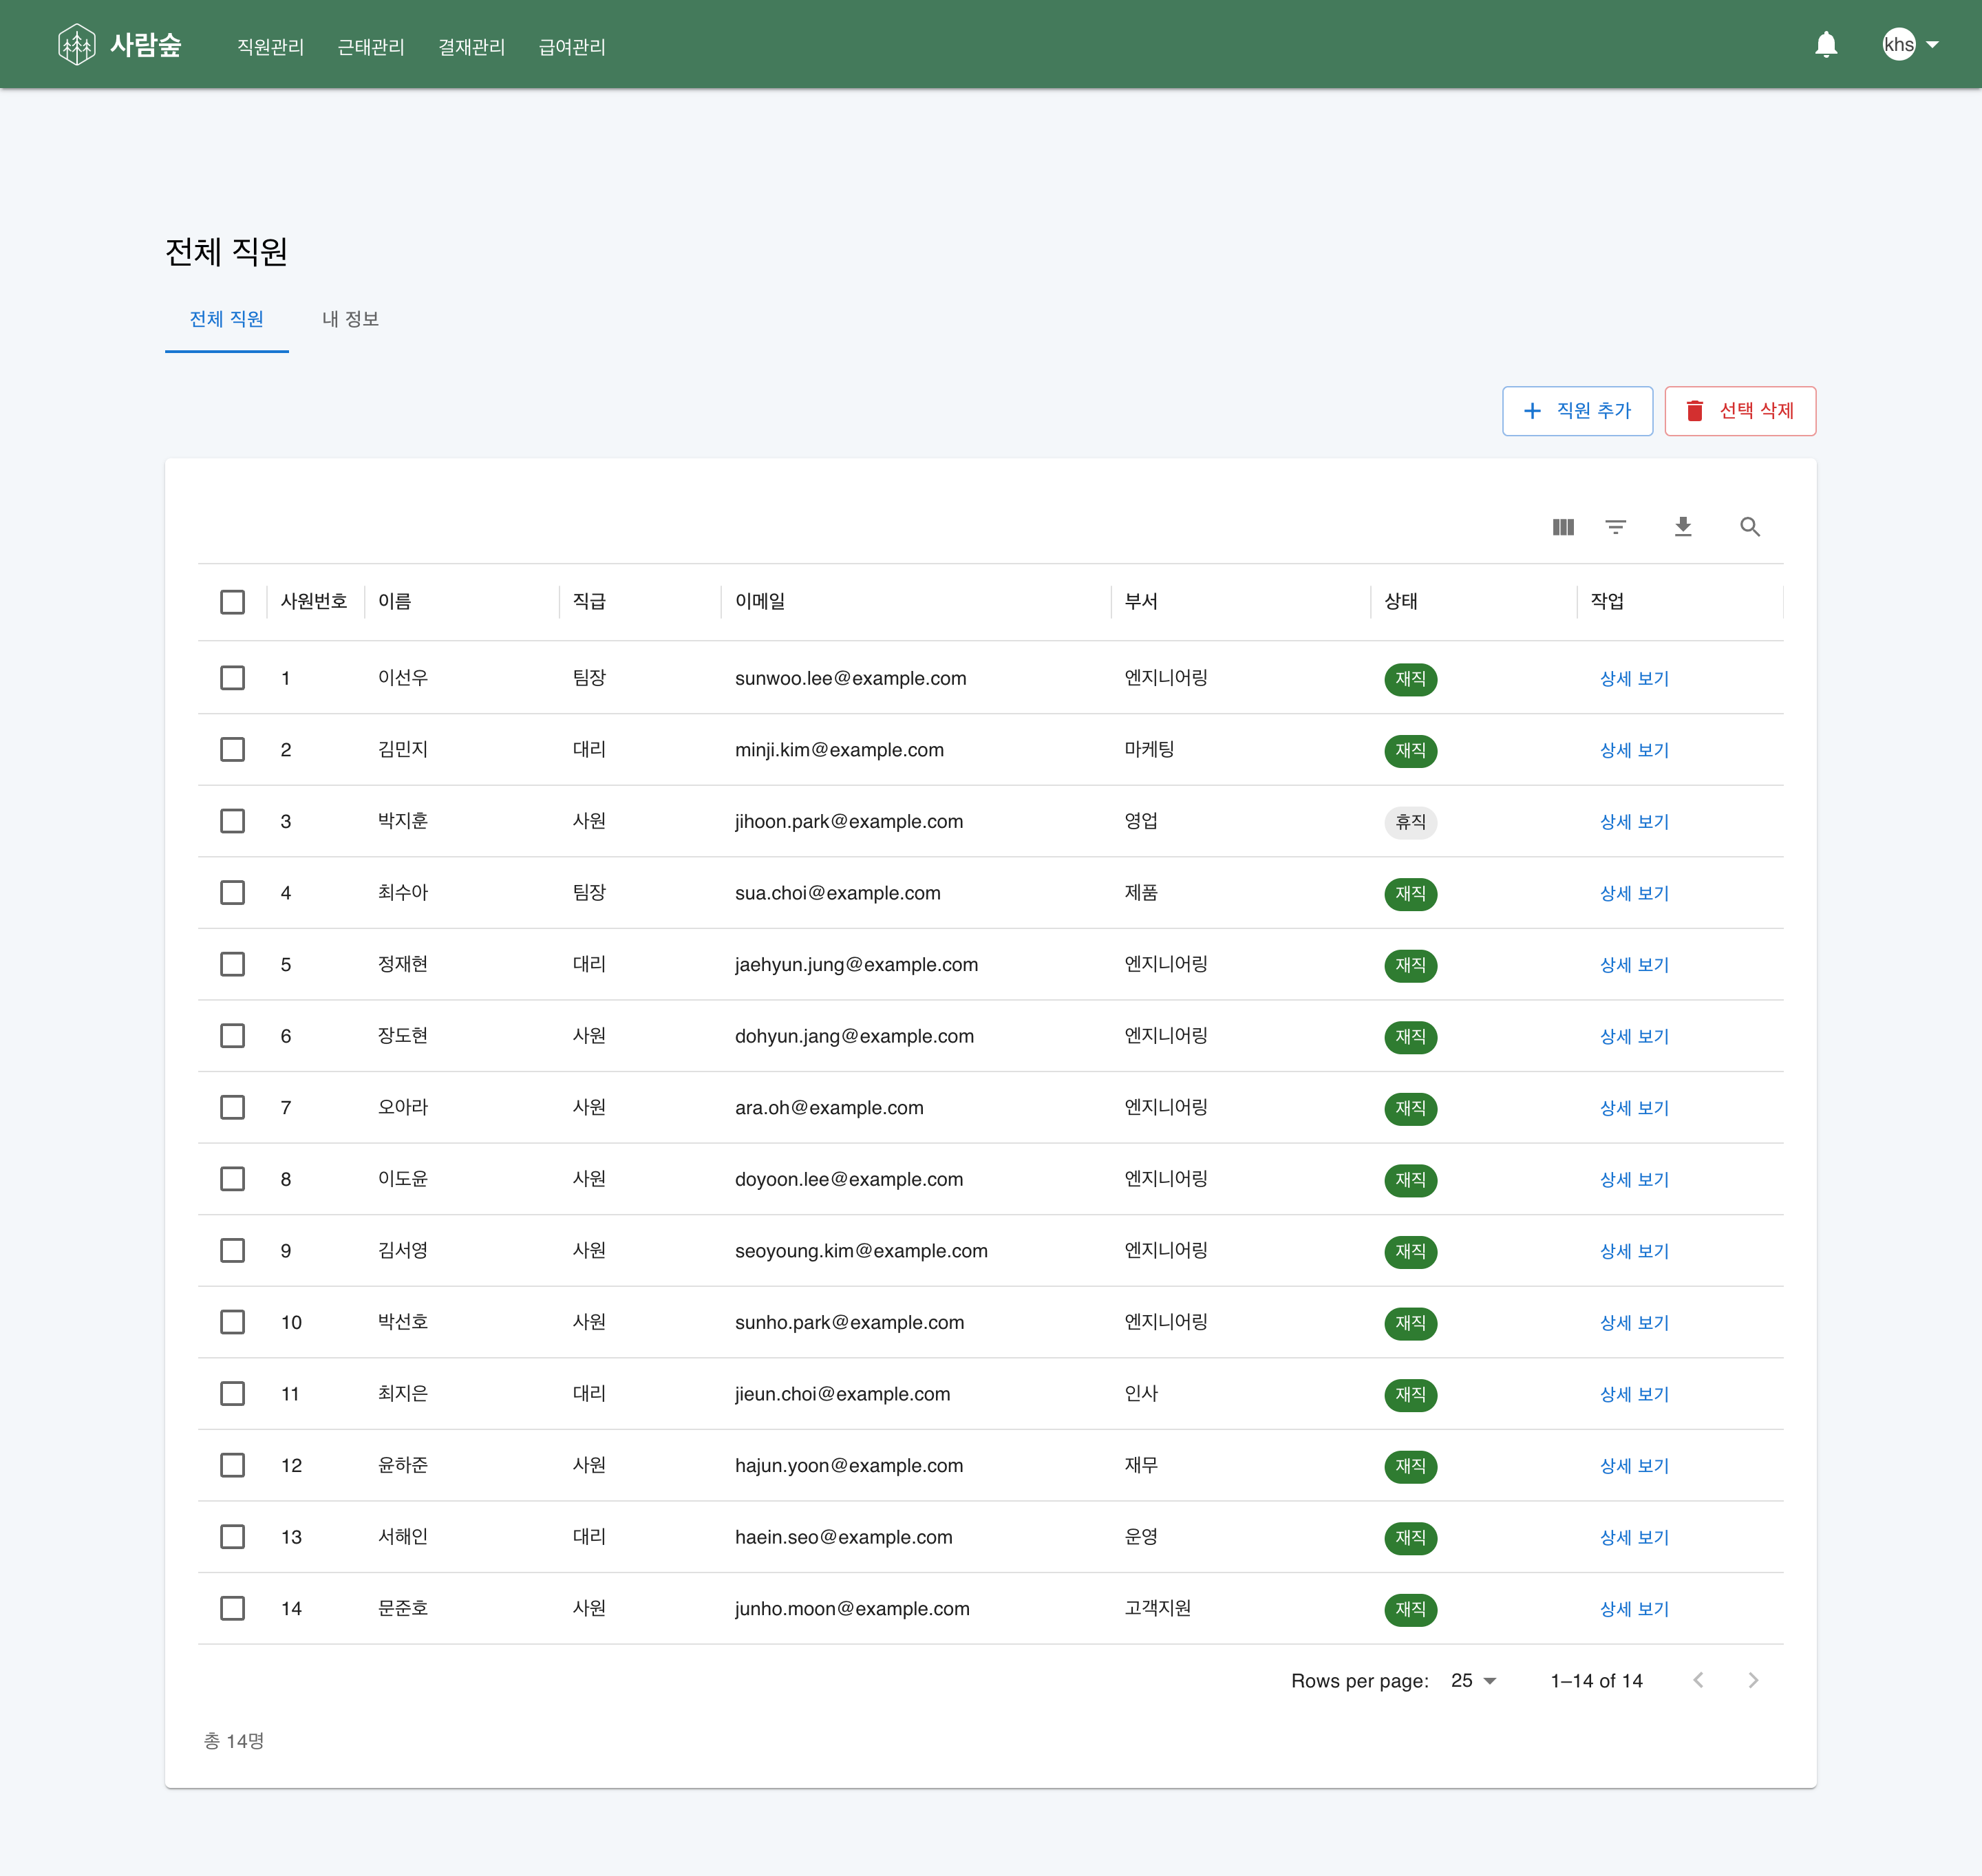 사람숲 직원관리 근태관리 결재관리 급여관리 khs
전체 직원
전체 직원 내 정보
직원 추가 선택 삭제
사원번호 이름 직급 이메일 부서 상태 작업
1 이선우 팀장 sunwoo.lee@example.com 엔지니어링 재직 상세 보기
2 김민지 대리 minji.kim@example.com 마케팅 재직 상세 보기
3 박지훈 사원 jihoon.park@example.com 영업 휴직 상세 보기
4 최수아 팀장 sua.choi@example.com 제품 재직 상세 보기
5 정재현 대리 jaehyun.jung@example.com 엔지니어링 재직 상세 보기
6 장도현 사원 dohyun.jang@example.com 엔지니어링 재직 상세 보기
7 오아라 사원 ara.oh@example.com 엔지니어링 재직 상세 보기
8 이도윤 사원 doyoon.lee@example.com 엔지니어링 재직 상세 보기
9 김서영 사원 seoyoung.kim@example.com 엔지니어링 재직 상세 보기
10 박선호 사원 sunho.park@example.com 엔지니어링 재직 상세 보기
11 최지은 대리 jieun.choi@example.com 인사 재직 상세 보기
12 윤하준 사원 hajun.yoon@example.com 재무 재직 상세 보기
13 서해인 대리 haein.seo@example.com 운영 재직 상세 보기
14 문준호 사원 junho.moon@example.com 고객지원 재직 상세 보기
Rows per page: 25 1–14 of 14
총 14명